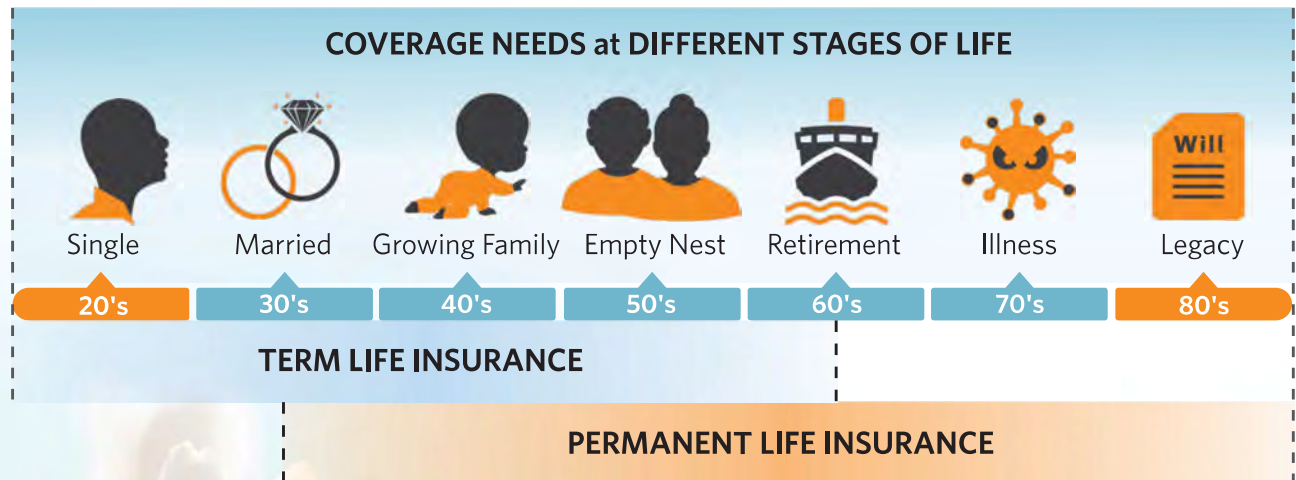 COVERAGE NEEDS at DIFFERENT STAGES OF LIFE
Will
Single Married Growing Family Empty Nest Retirement Illness Legacy
20's 30's 40's 50's 60's 70's 80's
TERM LIFE INSURANCE
PERMANENT LIFE INSURANCE